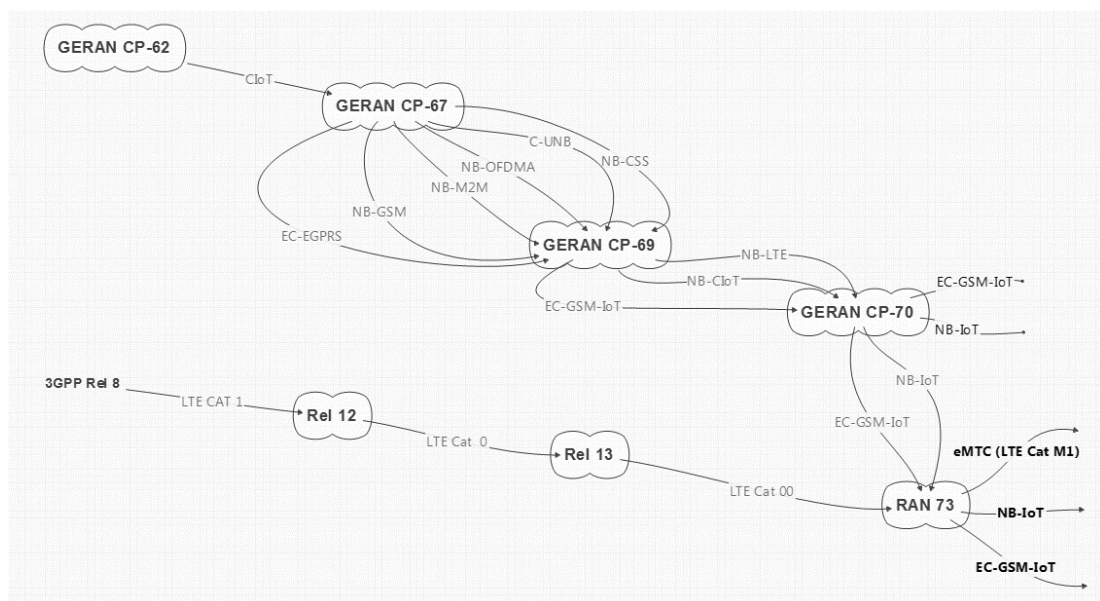 GERAN CP-62
CIoT
GERAN CP-67
C-UNB
NB-CSS
NB-OFDMA
NB-M2M
NB-GSM
EC-EGPRS
GERAN CP-69
NB-LTE
NB-CIoT
EC-GSM-IoT
EC-GSM-IoT
GERAN CP-70
NB-IoT
3GPP Rel 8
NB-IoT
LTE CAT 1
Rel 12
EC-GSM-IoT
LTE Cat 0
Rel 13
eMTC (LTE Cat M1)
LTE Cat 00
RAN 73
NB-IoT
EC-GSM-IoT